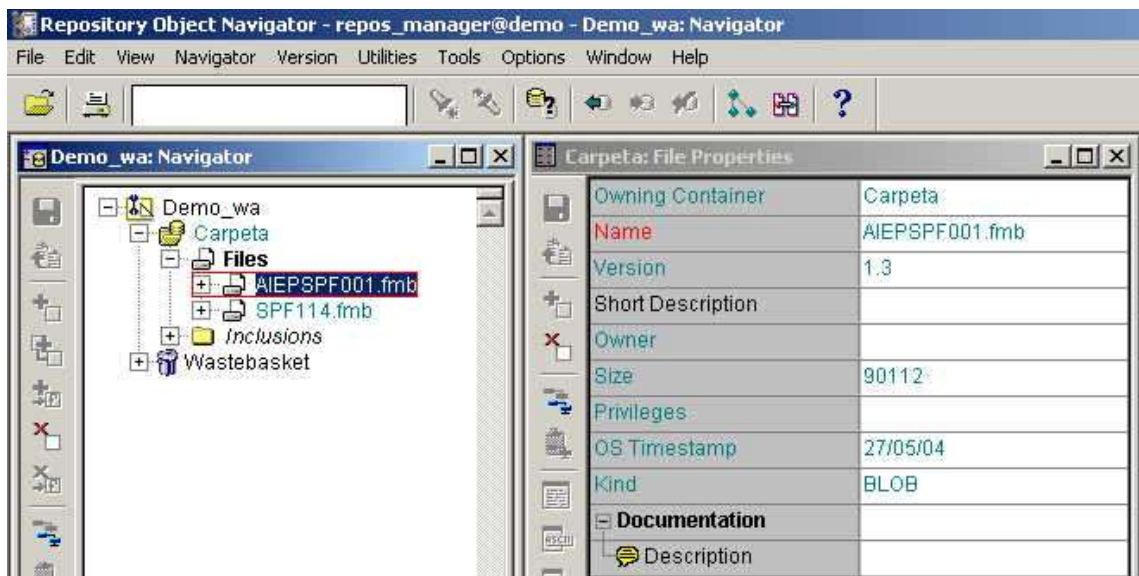 Repository Object Navigator - repos_manager@demo - Demo_wa: Navigator
File Edit View Navigator Version Utilities Tools Options Window Help
Demo_wa: Navigator
Demo_wa
Carpeta
Files
AIEPSPF001.fmb
SPF114.fmb
Inclusions
Wastebasket
Carpeta: File Properties
Owning Container Carpeta
Name AIEPSPF001.fmb
Version 1.3
Short Description
Owner
Size 90112
Privileges
OS Timestamp 27/05/04
Kind BLOB
Documentation
Description
ASCII